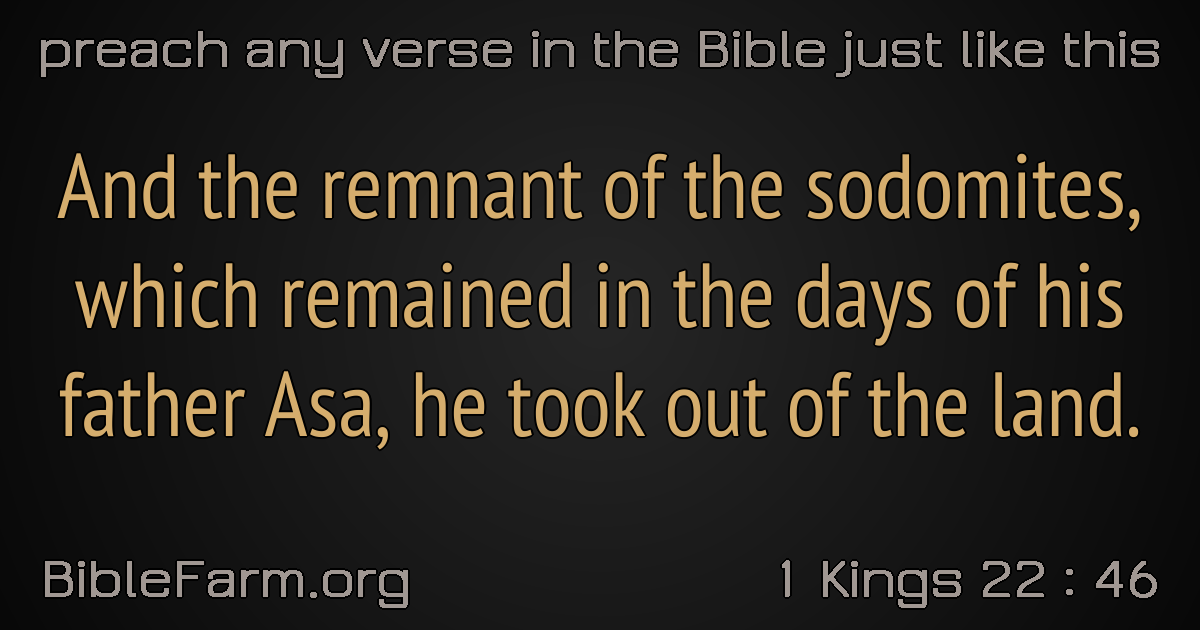 preach any verse in the Bible just like this
And the remnant of the sodomites,
which remained in the days of his
father Asa, he took out of the land.
BibleFarm.org
1 Kings 22 : 46